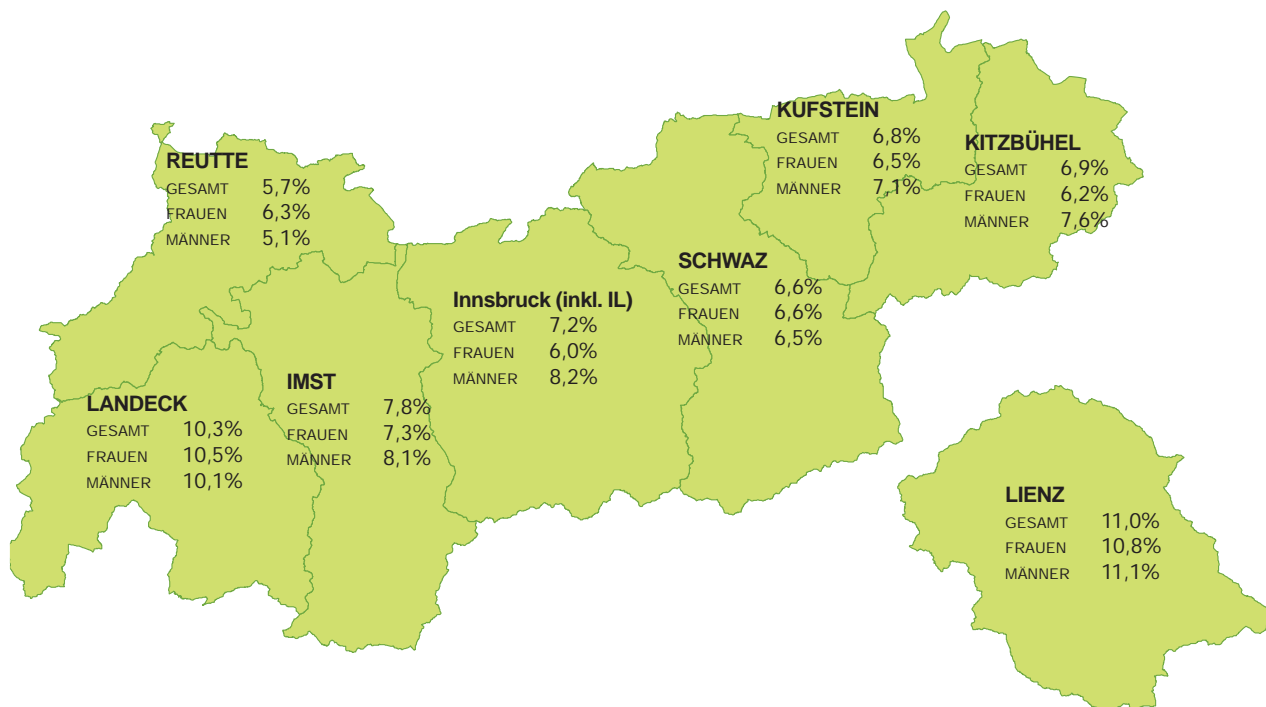 REUTTE
GESAMT 5,7%
FRAUEN 6,3%
MÄNNER 5,1%
LANDECK
GESAMT 10,3%
FRAUEN 10,5%
MÄNNER 10,1%
IMST
GESAMT 7,8%
FRAUEN 7,3%
MÄNNER 8,1%
Innsbruck (inkl. IL)
GESAMT 7,2%
FRAUEN 6,0%
MÄNNER 8,2%
SCHWAZ
GESAMT 6,6%
FRAUEN 6,6%
MÄNNER 6,5%
KUFSTEIN
GESAMT 6,8%
FRAUEN 6,5%
MÄNNER 7,1%
KITZBÜHEL
GESAMT 6,9%
FRAUEN 6,2%
MÄNNER 7,6%
LIENZ
GESAMT 11,0%
FRAUEN 10,8%
MÄNNER 11,1%